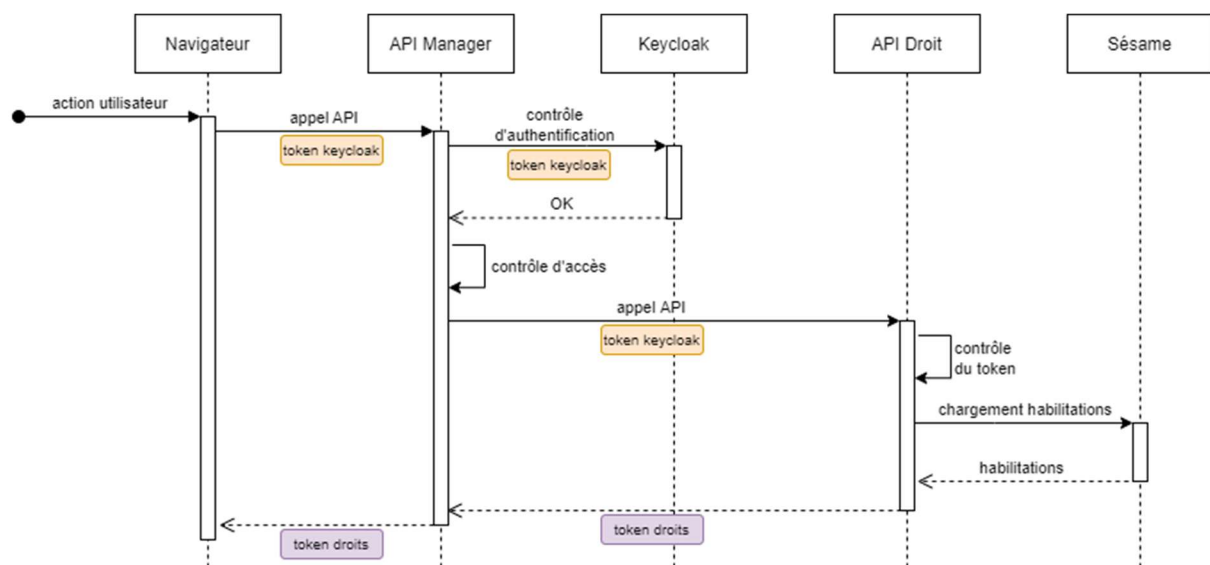 Navigateur
API Manager
Keycloak
API Droit
Sésame
action utilisateur
appel API
token keycloak
contrôle
d'authentification
token keycloak
OK
contrôle d'accès
appel API
token keycloak
contrôle
du token
chargement habilitations
habilitations
token droits
token droits